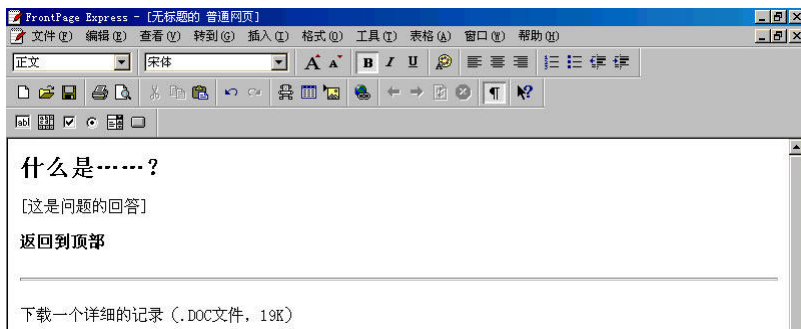 FrontPage Express - [无标题的 普通网页]
文件(F) 编辑(E) 查看(V) 转到(G) 插入(I) 格式(O) 工具(T) 表格(A) 窗口(W) 帮助(H)
正文 宋体 A A B I U
abl
什么是……?
[这是问题的回答]
返回到顶部
下载一个详细的记录 (.DOC文件, 19K)